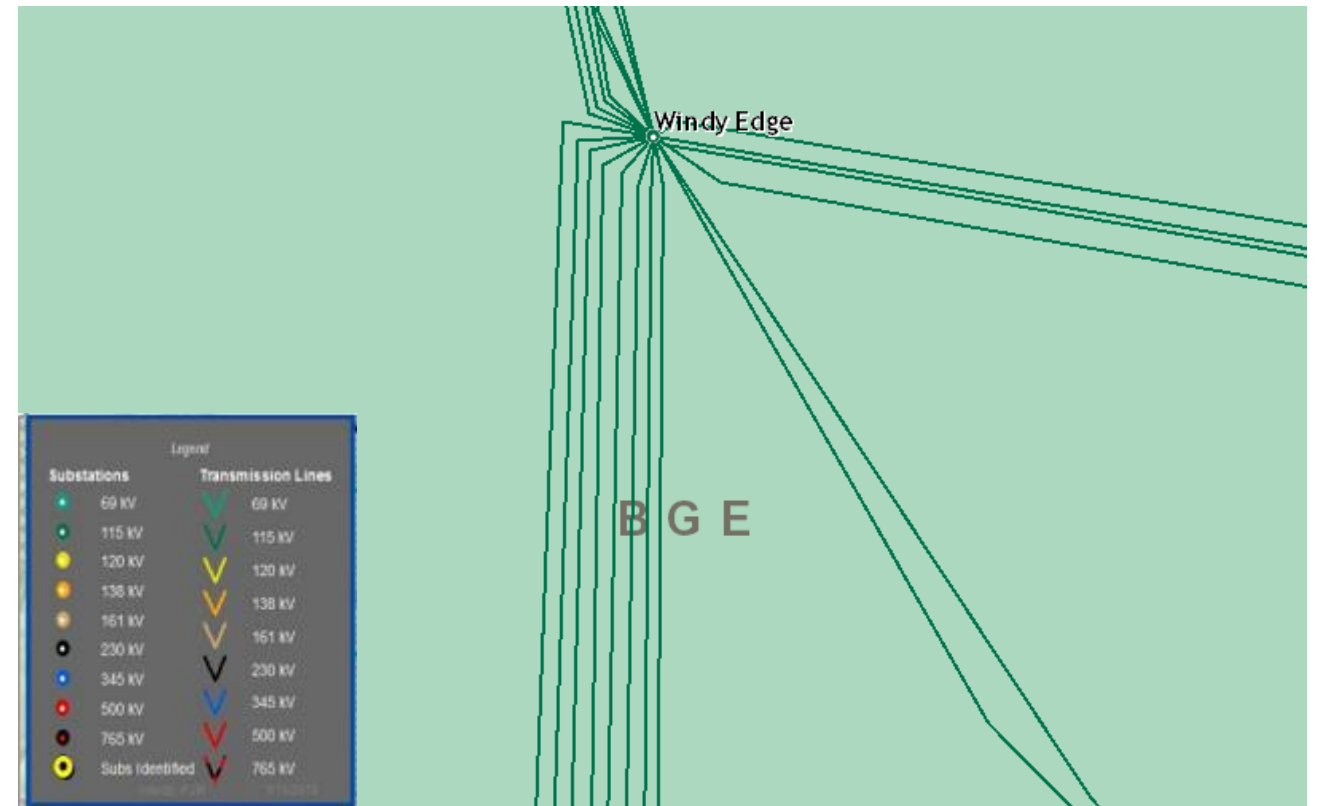 Windy Edge
B G E
Legend
Substations Transmission Lines
69 kV 69 kV
115 kV 115 kV
120 kV 120 kV
138 kV 138 kV
161 kV 161 kV
230 kV 230 kV
345 kV 345 kV
500 kV 500 kV
765 kV 765 kV
Subs Identified